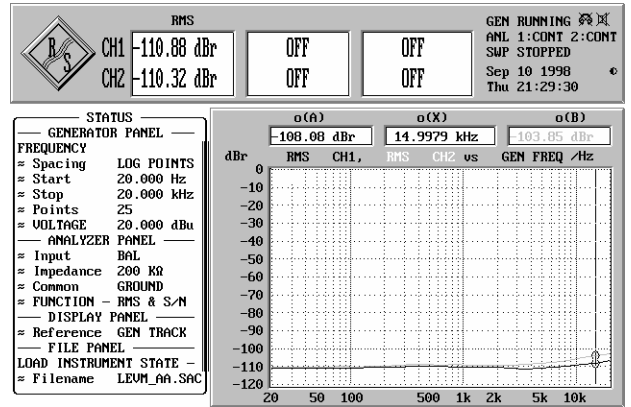 RMS
R
S
CH1 -110.88 dBr OFF OFF
CH2 -110.32 dBr OFF OFF
GEN RUNNING
ANL 1:CONT 2:CONT
SWP STOPPED
Sep 10 1998
Thu 21:29:30
STATUS
GENERATOR PANEL
FREQUENCY
≈ Spacing LOG POINTS
≈ Start 20.000 Hz
≈ Stop 20.000 kHz
≈ Points 25
≈ VOLTAGE 20.000 dBu
ANALYZER PANEL
≈ Input BAL
≈ Impedance 200 KΩ
≈ Common GROUND
≈ FUNCTION - RMS & S/N
DISPLAY PANEL
≈ Reference GEN TRACK
FILE PANEL
LOAD INSTRUMENT STATE -
≈ Filename LEVM_AA.SAC
o(A) o(X) o(B)
-108.08 dBr 14.9979 kHz -103.85 dBr
dBr RMS CH1, RMS CH2 vs GEN FREQ /Hz
0
-10
-20
-30
-40
-50
-60
-70
-80
-90
-100
-110
-120
20 50 100 500 1k 2k 5k 10k